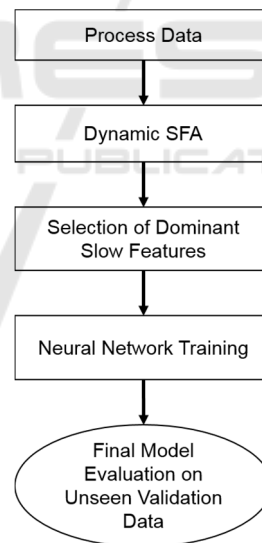 Process Data
Dynamic SFA
Selection of Dominant
Slow Features
Neural Network Training
Final Model
Evaluation on
Unseen Validation
Data